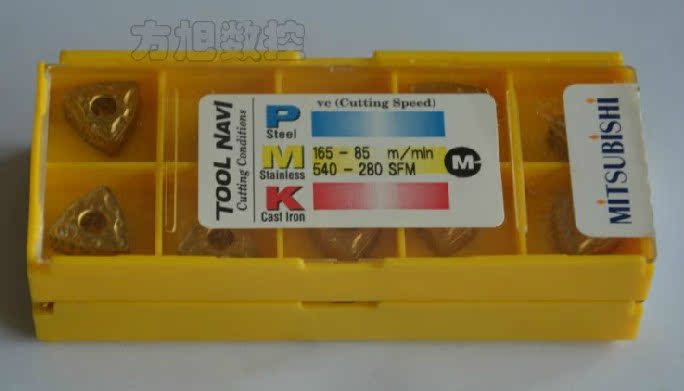 方旭数控
TOOL NAVI
Cutting Conditions
vc (Cutting Speed)
P
Steel
M
Stainless
165 - 85 m/min
540 - 280 SFM
M
K
Cast Iron
MITSUBISHI